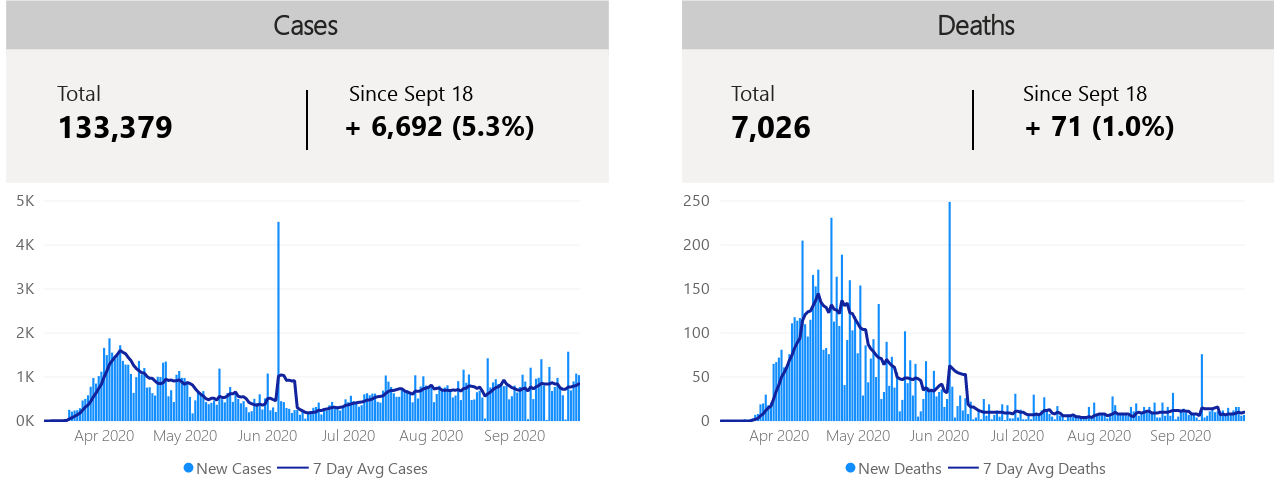 Cases
Total
133,379
Since Sept 18
+ 6,692 (5.3%)
5K
4K
3K
2K
1K
0K
Apr 2020 May 2020 Jun 2020 Jul 2020 Aug 2020 Sep 2020
New Cases 7 Day Avg Cases
Deaths
Total
7,026
Since Sept 18
+ 71 (1.0%)
250
200
150
100
50
0
Apr 2020 May 2020 Jun 2020 Jul 2020 Aug 2020 Sep 2020
New Deaths 7 Day Avg Deaths